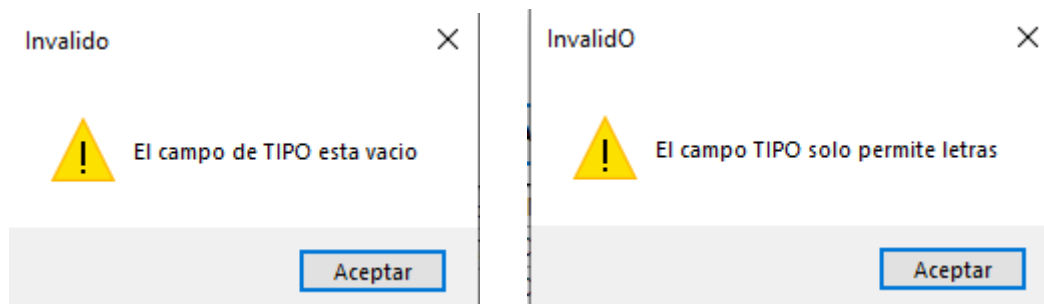 Invalido
El campo de TIPO esta vacio
Aceptar
InvalidO
El campo TIPO solo permite letras
Aceptar